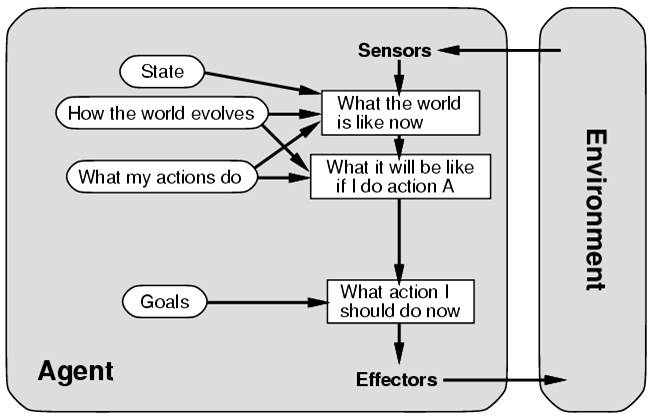 Sensors
State
What the world
is like now
How the world evolves
What it will be like
if I do action A
What my actions do
Goals
What action I
should do now
Agent
Effectors
Environment